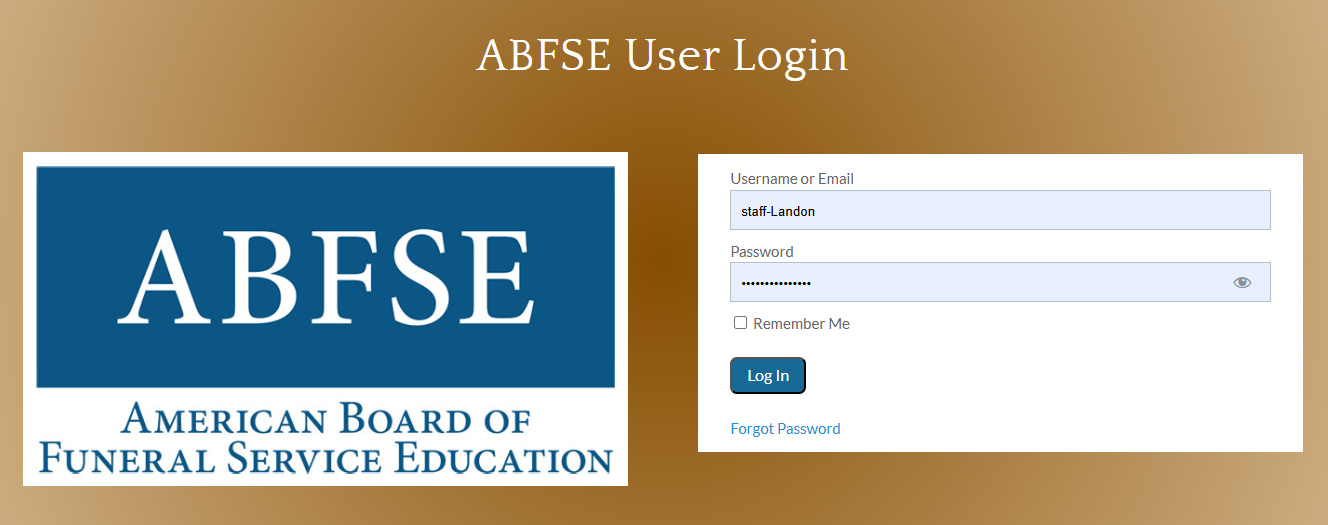 ABFSE User Login
ABFSE
AMERICAN BOARD OF
FUNERAL SERVICE EDUCATION
Username or Email
staff-Landon
Password
•••••••••••••••
Remember Me
Log In
Forgot Password